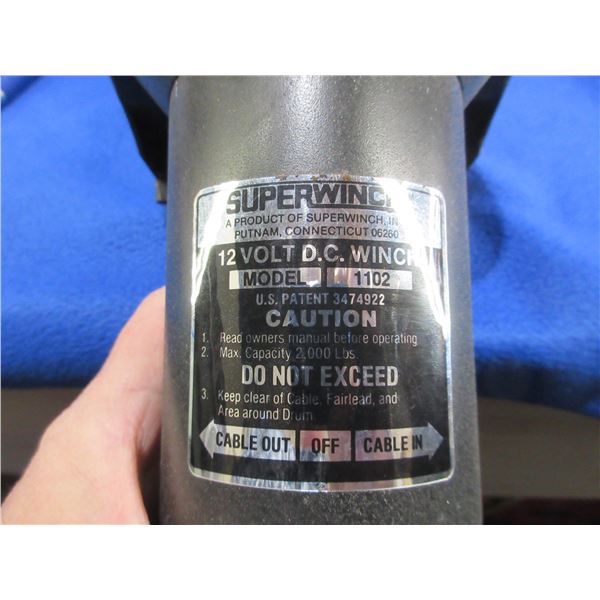 SUPERWINCH
A PRODUCT OF SUPERWINCH, IN
PUTNAM, CONNECTICUT 06260
12 VOLT D.C. WINCH
MODEL 1102
U.S. PATENT 3474922
CAUTION
1. Read owners manual before operating
2. Max. Capacity 2,000 Lbs.
DO NOT EXCEED
3. Keep clear of Cable, Fairlead, and
Area around Drum.
CABLE OUT OFF CABLE IN